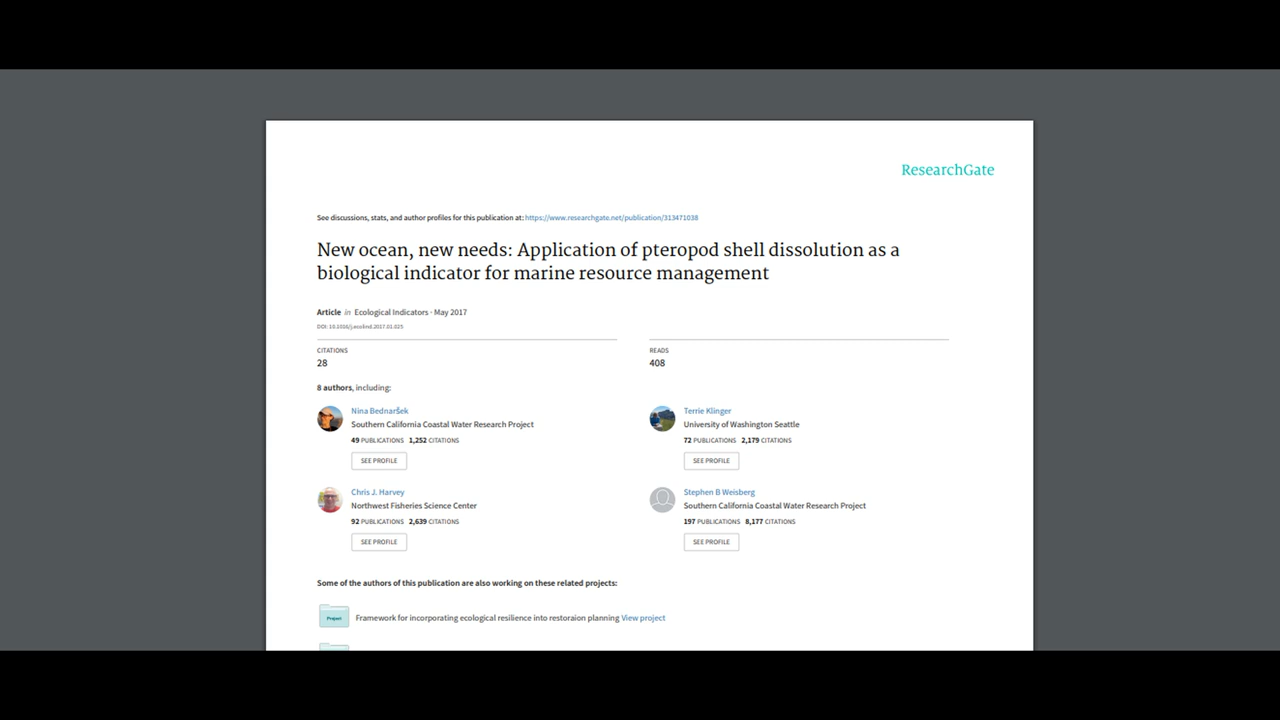 ResearchGate
See discussions, stats, and author profiles for this publication at: https://www.researchgate.net/publication/313471038
New ocean, new needs: Application of pteropod shell dissolution as a
biological indicator for marine resource management
Article in Ecological Indicators · May 2017
DOI: 10.1016/j.ecolind.2017.01.025
CITATIONS
28
READS
408
8 authors, including:
Nina Bednaršek
Southern California Coastal Water Research Project
49 PUBLICATIONS 1,252 CITATIONS
SEE PROFILE
Terrie Klinger
University of Washington Seattle
72 PUBLICATIONS 2,179 CITATIONS
SEE PROFILE
Chris J. Harvey
Northwest Fisheries Science Center
92 PUBLICATIONS 2,639 CITATIONS
SEE PROFILE
Stephen B Weisberg
Southern California Coastal Water Research Project
197 PUBLICATIONS 8,177 CITATIONS
SEE PROFILE
Some of the authors of this publication are also working on these related projects:
Project
Framework for incorporating ecological resilience into restoraion planning View project